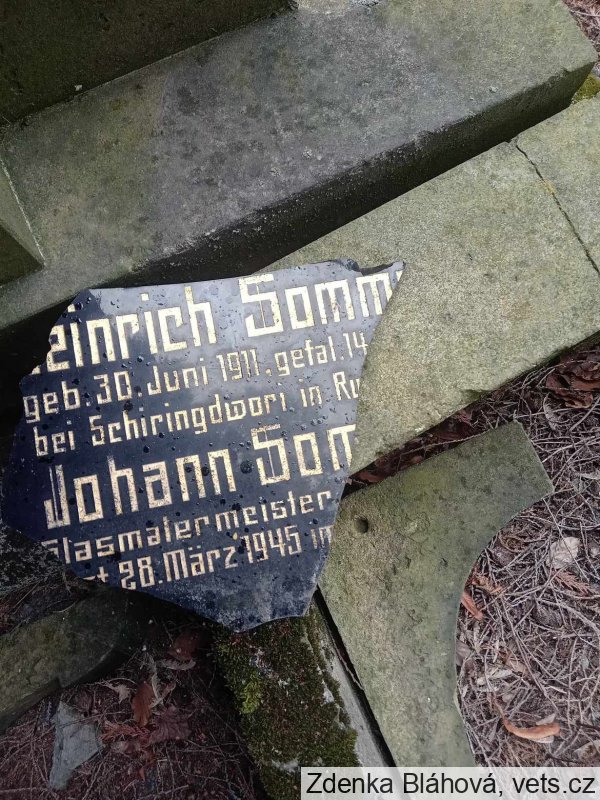 einrich Somm
geb. 30. Juni 1911, gefal. 14
bei Schiringdwori in Ru
Johann Som
Glasmalermeister
st 28. März 1945 in
Zdenka Bláhová, vets.cz